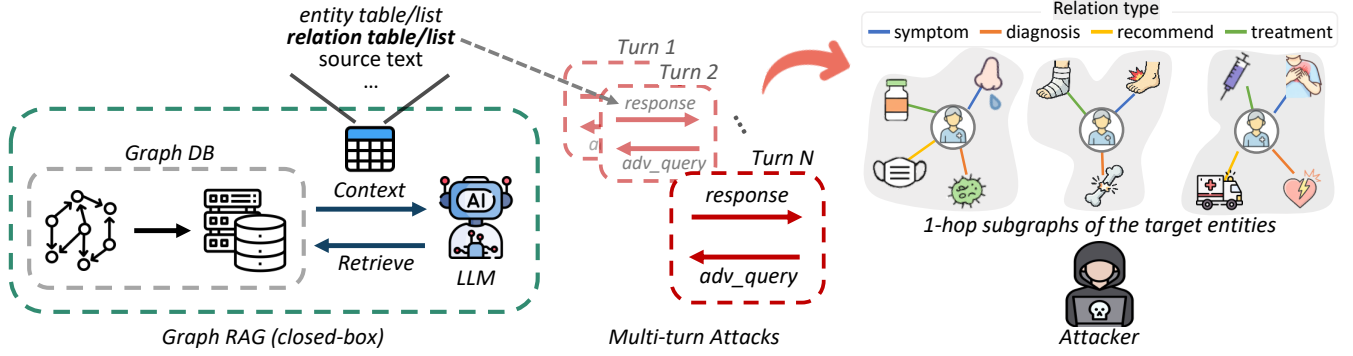 entity table/list
relation table/list
source text
...
Graph DB
Context
Retrieve
AI
LLM
Graph RAG (closed-box)
Turn 1
Turn 2
response
a
adv_query
Turn N
response
adv_query
Multi-turn Attacks
Relation type
symptom diagnosis recommend treatment
1-hop subgraphs of the target entities
Attacker